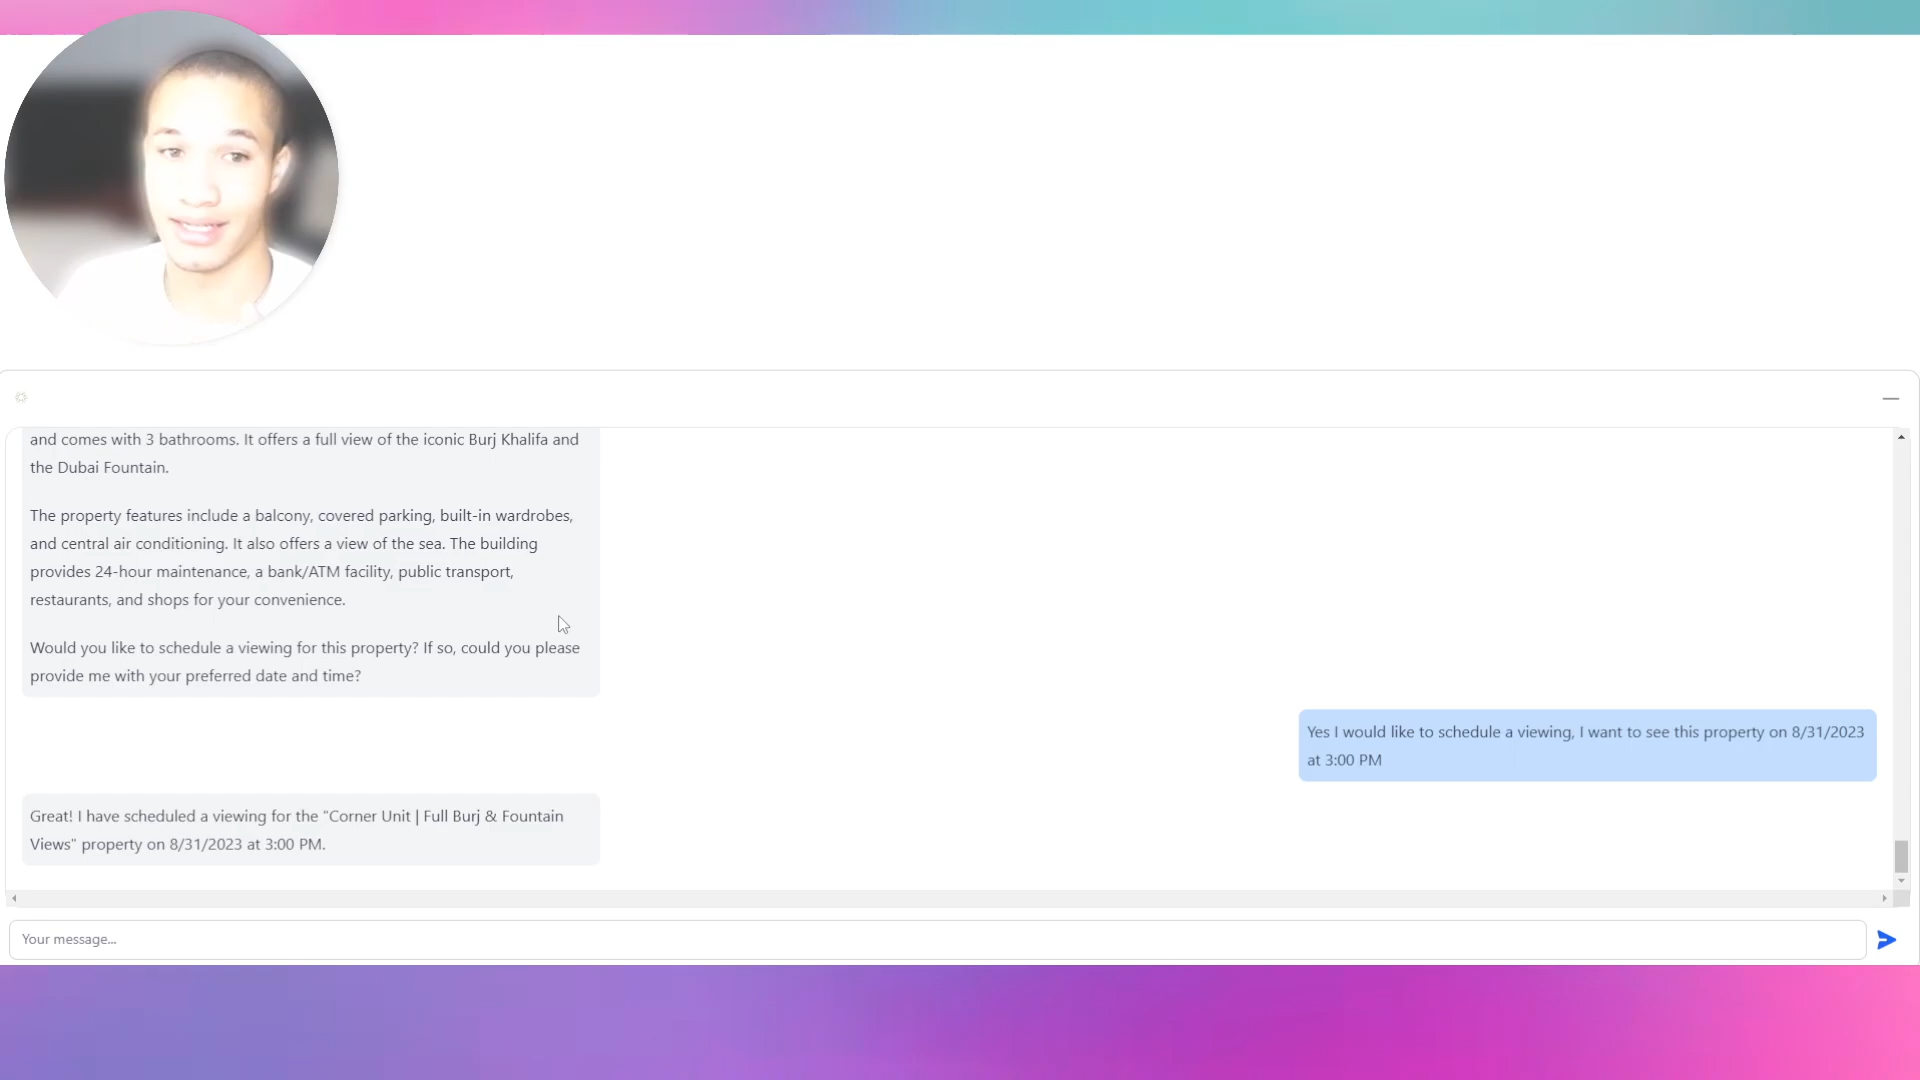 and comes with 3 bathrooms. It offers a full view of the iconic Burj Khalifa and
the Dubai Fountain.
The property features include a balcony, covered parking, built-in wardrobes,
and central air conditioning. It also offers a view of the sea. The building
provides 24-hour maintenance, a bank/ATM facility, public transport,
restaurants, and shops for your convenience.
Would you like to schedule a viewing for this property? If so, could you please
provide me with your preferred date and time?
Yes I would like to schedule a viewing, I want to see this property on 8/31/2023
at 3:00 PM
Great! I have scheduled a viewing for the "Corner Unit | Full Burj & Fountain
Views" property on 8/31/2023 at 3:00 PM.
Your message...